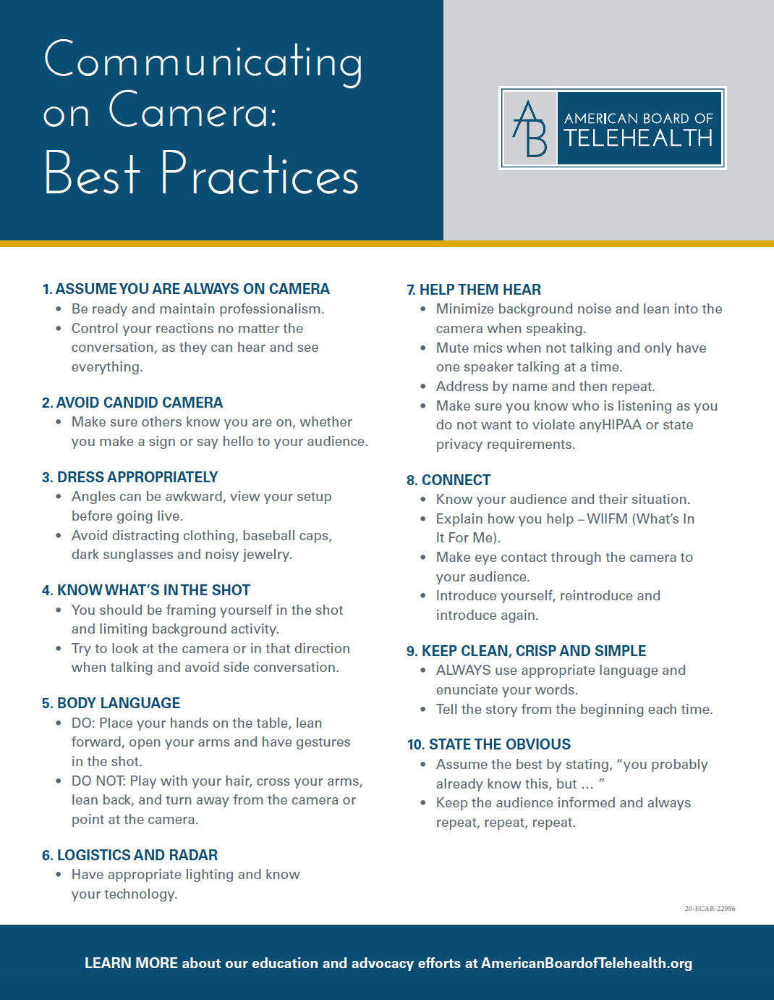 Communicating
on Camera:
Best Practices
AB
AMERICAN BOARD OF
TELEHEALTH
1. ASSUME YOU ARE ALWAYS ON CAMERA
• Be ready and maintain professionalism.
• Control your reactions no matter the
conversation, as they can hear and see
everything.
2. AVOID CANDID CAMERA
• Make sure others know you are on, whether
you make a sign or say hello to your audience.
3. DRESS APPROPRIATELY
• Angles can be awkward, view your setup
before going live.
• Avoid distracting clothing, baseball caps,
dark sunglasses and noisy jewelry.
4. KNOW WHAT’S IN THE SHOT
• You should be framing yourself in the shot
and limiting background activity.
• Try to look at the camera or in that direction
when talking and avoid side conversation.
5. BODY LANGUAGE
• DO: Place your hands on the table, lean
forward, open your arms and have gestures
in the shot.
• DO NOT: Play with your hair, cross your arms,
lean back, and turn away from the camera or
point at the camera.
6. LOGISTICS AND RADAR
• Have appropriate lighting and know
your technology.
7. HELP THEM HEAR
• Minimize background noise and lean into the
camera when speaking.
• Mute mics when not talking and only have
one speaker talking at a time.
• Address by name and then repeat.
• Make sure you know who is listening as you
do not want to violate anyHIPAA or state
privacy requirements.
8. CONNECT
• Know your audience and their situation.
• Explain how you help – WIIFM (What’s In
It For Me).
• Make eye contact through the camera to
your audience.
• Introduce yourself, reintroduce and
introduce again.
9. KEEP CLEAN, CRISP AND SIMPLE
• ALWAYS use appropriate language and
enunciate your words.
• Tell the story from the beginning each time.
10. STATE THE OBVIOUS
• Assume the best by stating, “you probably
already know this, but … ”
• Keep the audience informed and always
repeat, repeat, repeat.
20-ECAR-22996
LEARN MORE about our education and advocacy efforts at AmericanBoardofTelehealth.org